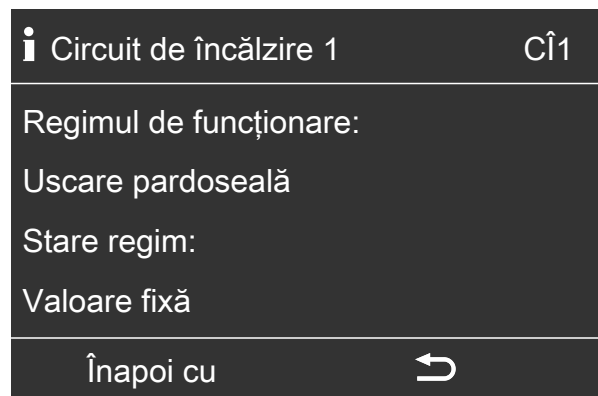 i Circuit de încălzire 1 CÎ1
Regimul de funcționare:
Uscare pardoseală
Stare regim:
Valoare fixă
Înapoi cu